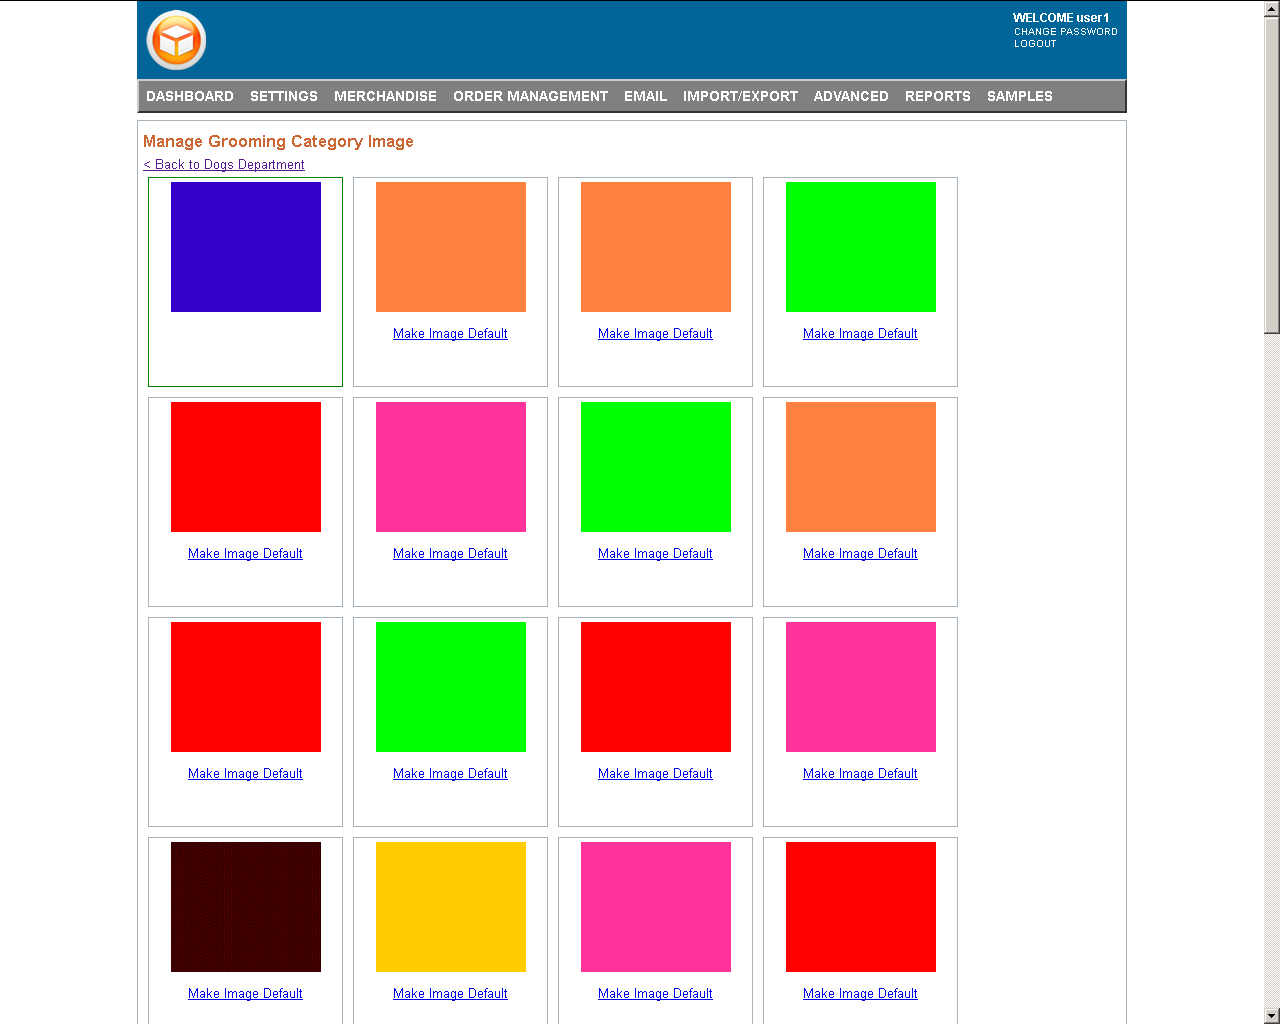 WELCOME user1
CHANGE PASSWORD
LOGOUT
DASHBOARD SETTINGS MERCHANDISE ORDER MANAGEMENT EMAIL IMPORT/EXPORT ADVANCED REPORTS SAMPLES
Manage Grooming Category Image
< Back to Dogs Department
Make Image Default Make Image Default Make Image Default
Make Image Default Make Image Default Make Image Default Make Image Default
Make Image Default Make Image Default Make Image Default Make Image Default
Make Image Default Make Image Default Make Image Default Make Image Default